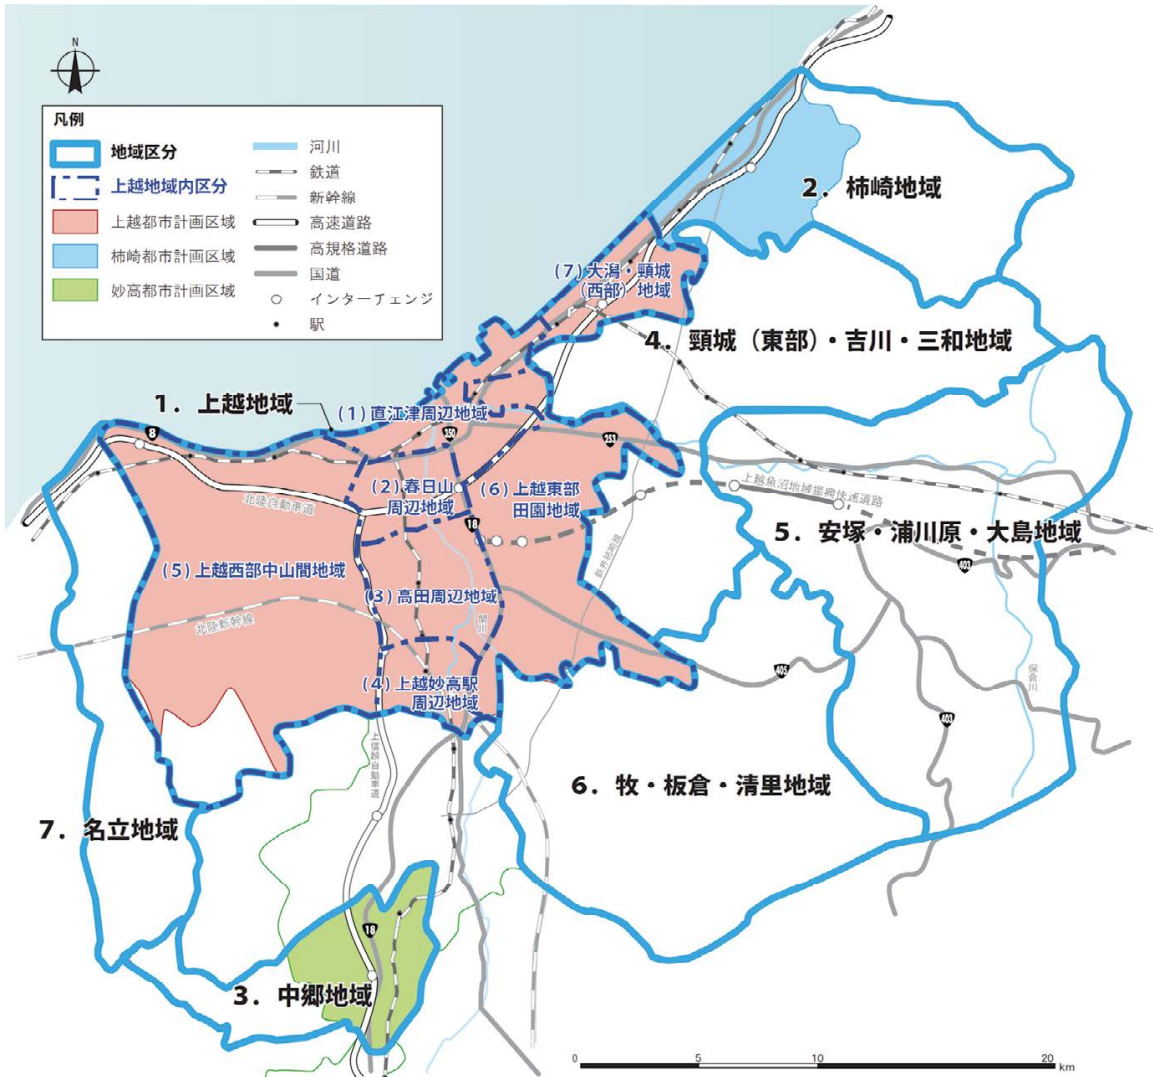 N
凡例
地域区分
上越地域内区分
上越都市計画区域
柿崎都市計画区域
妙高都市計画区域
河川
鉄道
新幹線
高速道路
高規格道路
国道
インターチェンジ
駅
2. 柿崎地域
(7)大潟・頸城
(西部)地域
4. 頸城（東部）・吉川・三和地域
1. 上越地域
(1)直江津周辺地域
8
350
253
北陸自動車道
(2)春日山
周辺地域
(6)上越東部
田園地域
18
上越魚沼地域振興快速道路
5. 安塚・浦川原・大島地域
403
(5)上越西部中山間地域
(3)高田周辺地域
北陸新幹線
関川
405
保倉川
(4)上越妙高駅
周辺地域
403
上信越自動車道
6. 牧・板倉・清里地域
7. 名立地域
18
3. 中郷地域
0
5
10
20
km